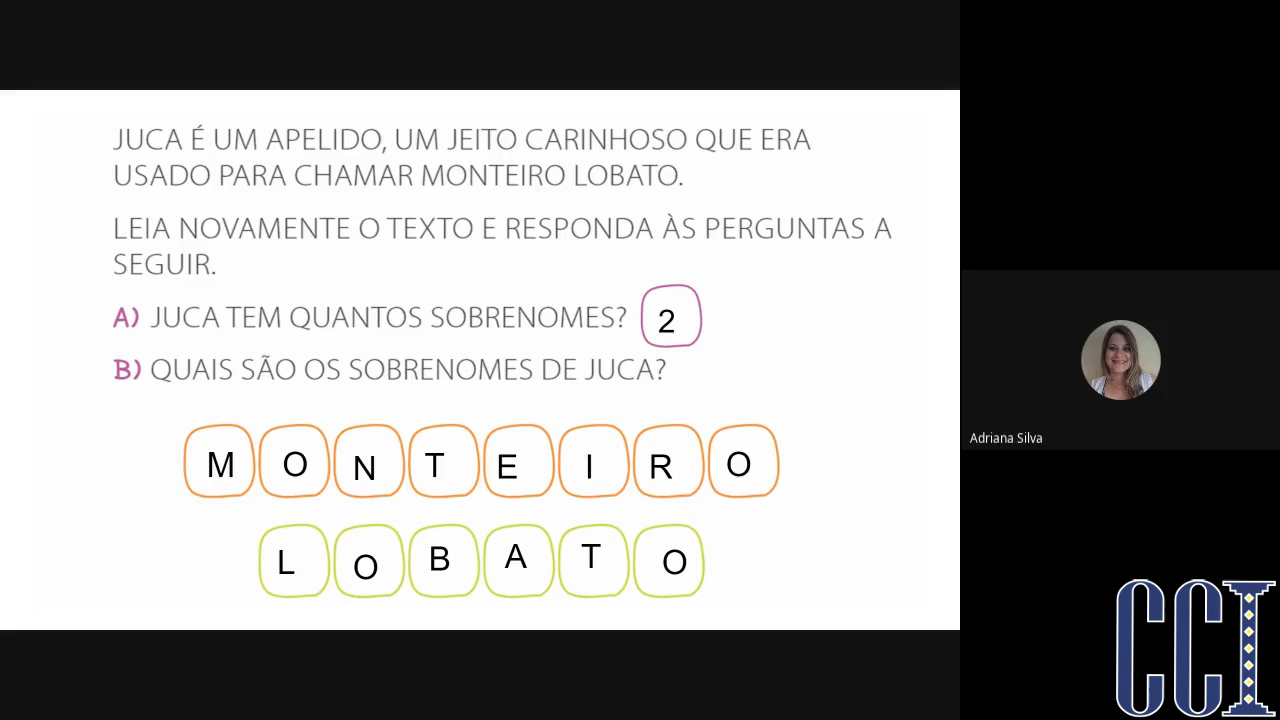 JUCA É UM APELIDO, UM JEITO CARINHOSO QUE ERA
USADO PARA CHAMAR MONTEIRO LOBATO.
LEIA NOVAMENTE O TEXTO E RESPONDA ÀS PERGUNTAS A
SEGUIR.
A) JUCA TEM QUANTOS SOBRENOMES? 2
B) QUAIS SÃO OS SOBRENOMES DE JUCA?
M O N T E I R O
L O B A T O
Adriana Silva
CCI